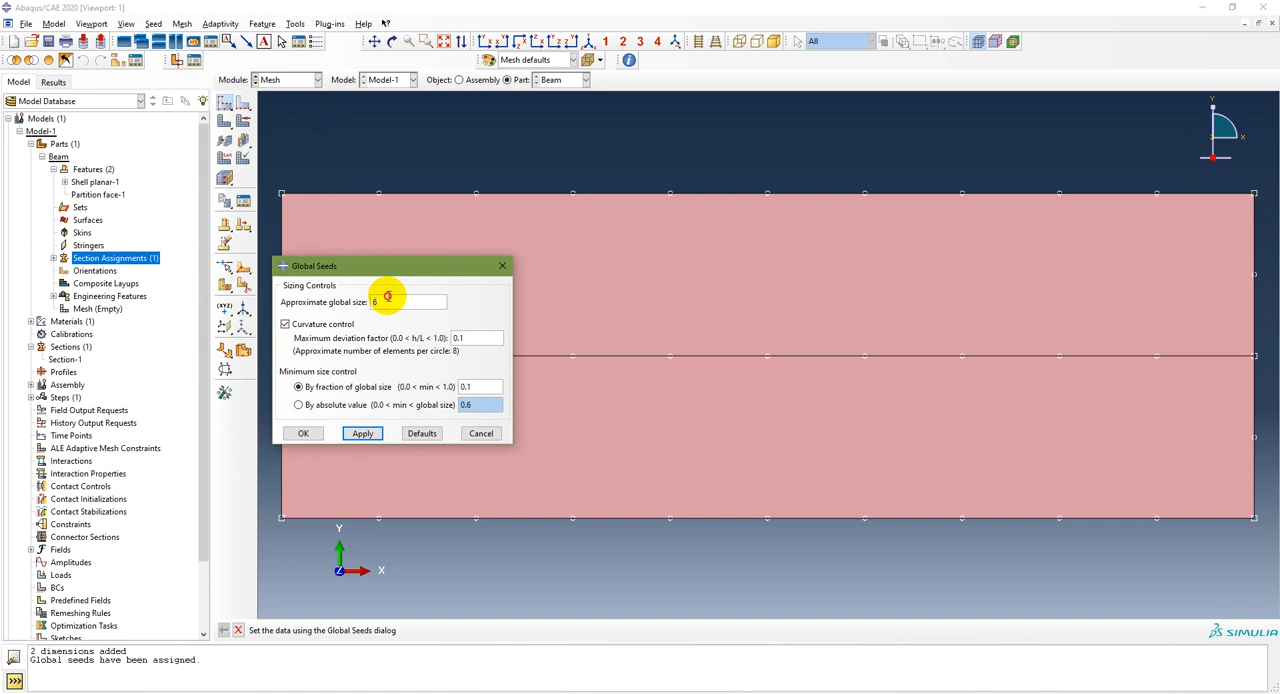 Abaqus/CAE 2020 [Viewport: 1]
File Model Viewport View Seed Mesh Adaptivity Feature Tools Plug-ins Help
1 2 3 4 All
Mesh defaults
Model Results Module: Mesh Model: Model-1 Object: Assembly Part: Beam
Model Database
Models (1)
Model-1
Parts (1)
Beam
Features (2)
Shell planar-1
Partition face-1
Sets
Surfaces
Skins
Stringers
Section Assignments (1)
Orientations
Composite Layups
Engineering Features
Mesh (Empty)
Materials (1)
Calibrations
Sections (1)
Section-1
Profiles
Assembly
Steps (1)
Field Output Requests
History Output Requests
Time Points
ALE Adaptive Mesh Constraints
Interactions
Interaction Properties
Contact Controls
Contact Initializations
Contact Stabilizations
Constraints
Connector Sections
Fields
Amplitudes
Loads
BCs
Predefined Fields
Remeshing Rules
Optimization Tasks
Sketches
(XYZ)
Global Seeds
Sizing Controls
Approximate global size: 6
Curvature control
Maximum deviation factor (0.0 < h/L < 1.0): 0.1
(Approximate number of elements per circle: 8)
Minimum size control
By fraction of global size (0.0 < min < 1.0) 0.1
By absolute value (0.0 < min < global size) 0.6
OK Apply Defaults Cancel
Y
X
Z
Y
X
Z
Set the data using the Global Seeds dialog
SIMULIA
2 dimensions added
Global seeds have been assigned.
>>>